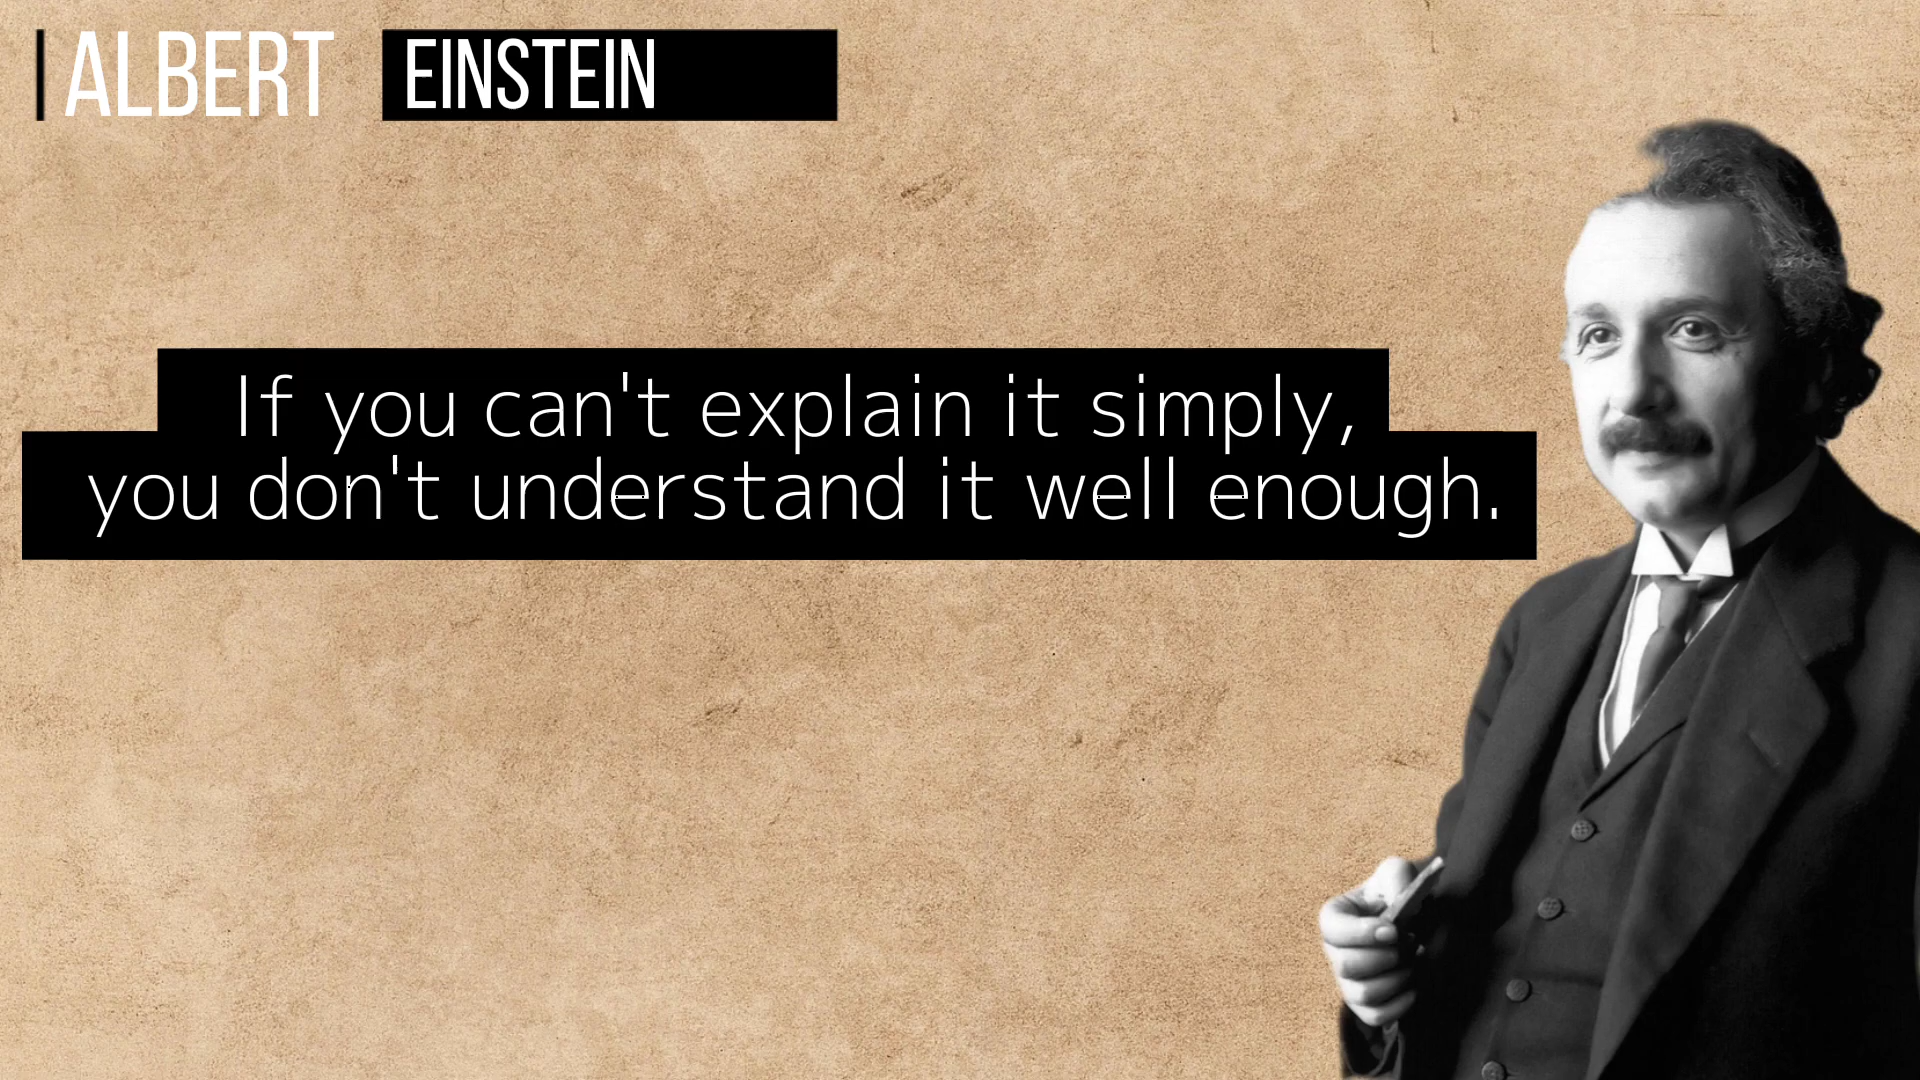 ALBERT EINSTEIN
If you can't explain it simply,
you don't understand it well enough.